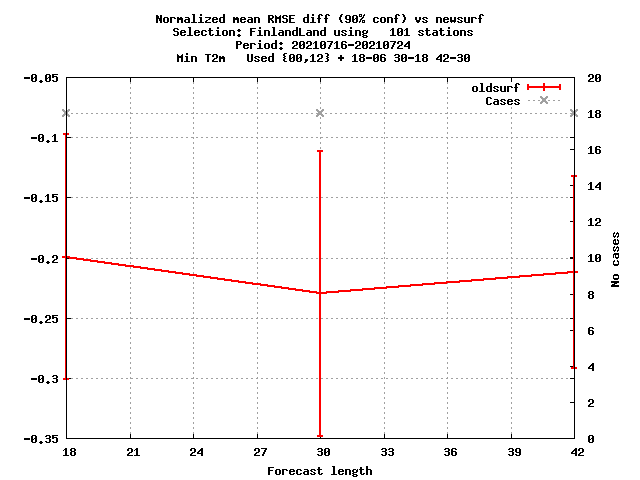 Normalized mean RMSE diff (90% conf) vs newsurf
Selection: FinlandLand using   101 stations
Period: 20210716-20210724
Min T2m   Used {00,12} + 18-06 30-18 42-30
oldsurf
Cases
-0.05
-0.1
-0.15
-0.2
-0.25
-0.3
-0.35
20
18
16
14
12
10
8
6
4
2
0
No cases
18 21 24 27 30 33 36 39 42
Forecast length